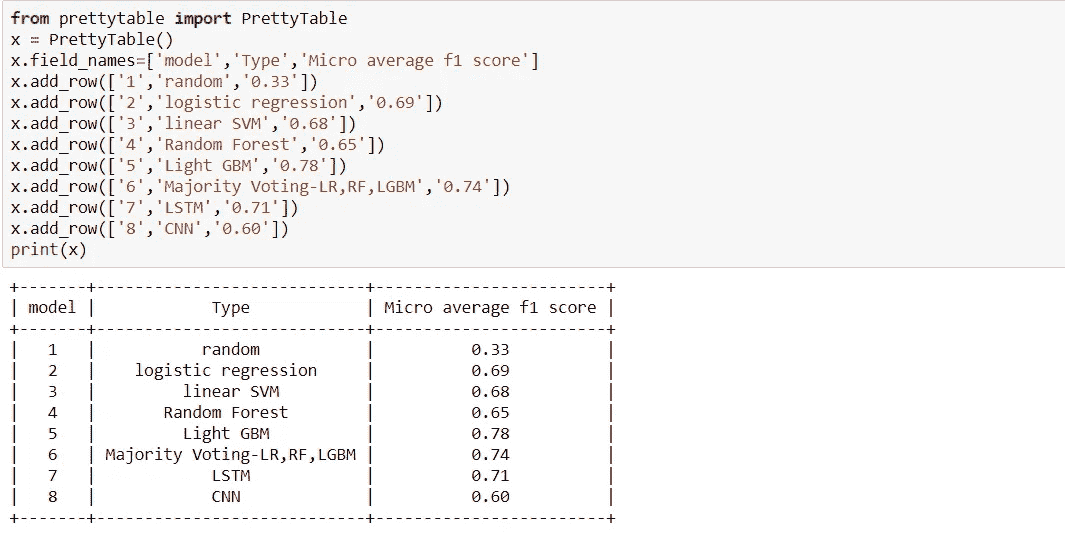 from prettytable import PrettyTable
x = PrettyTable()
x.field_names=['model','Type','Micro average f1 score']
x.add_row(['1','random','0.33'])
x.add_row(['2','logistic regression','0.69'])
x.add_row(['3','linear SVM','0.68'])
x.add_row(['4','Random Forest','0.65'])
x.add_row(['5','Light GBM','0.78'])
x.add_row(['6','Majority Voting-LR,RF,LGBM','0.74'])
x.add_row(['7','LSTM','0.71'])
x.add_row(['8','CNN','0.60'])
print(x)
+-------+----------------------------+------------------------+
| model |            Type            | Micro average f1 score |
+-------+----------------------------+------------------------+
|   1   |           random           |          0.33          |
|   2   |    logistic regression     |          0.69          |
|   3   |         linear SVM         |          0.68          |
|   4   |       Random Forest        |          0.65          |
|   5   |         Light GBM          |          0.78          |
|   6   | Majority Voting-LR,RF,LGBM |          0.74          |
|   7   |            LSTM            |          0.71          |
|   8   |            CNN             |          0.60          |
+-------+----------------------------+------------------------+